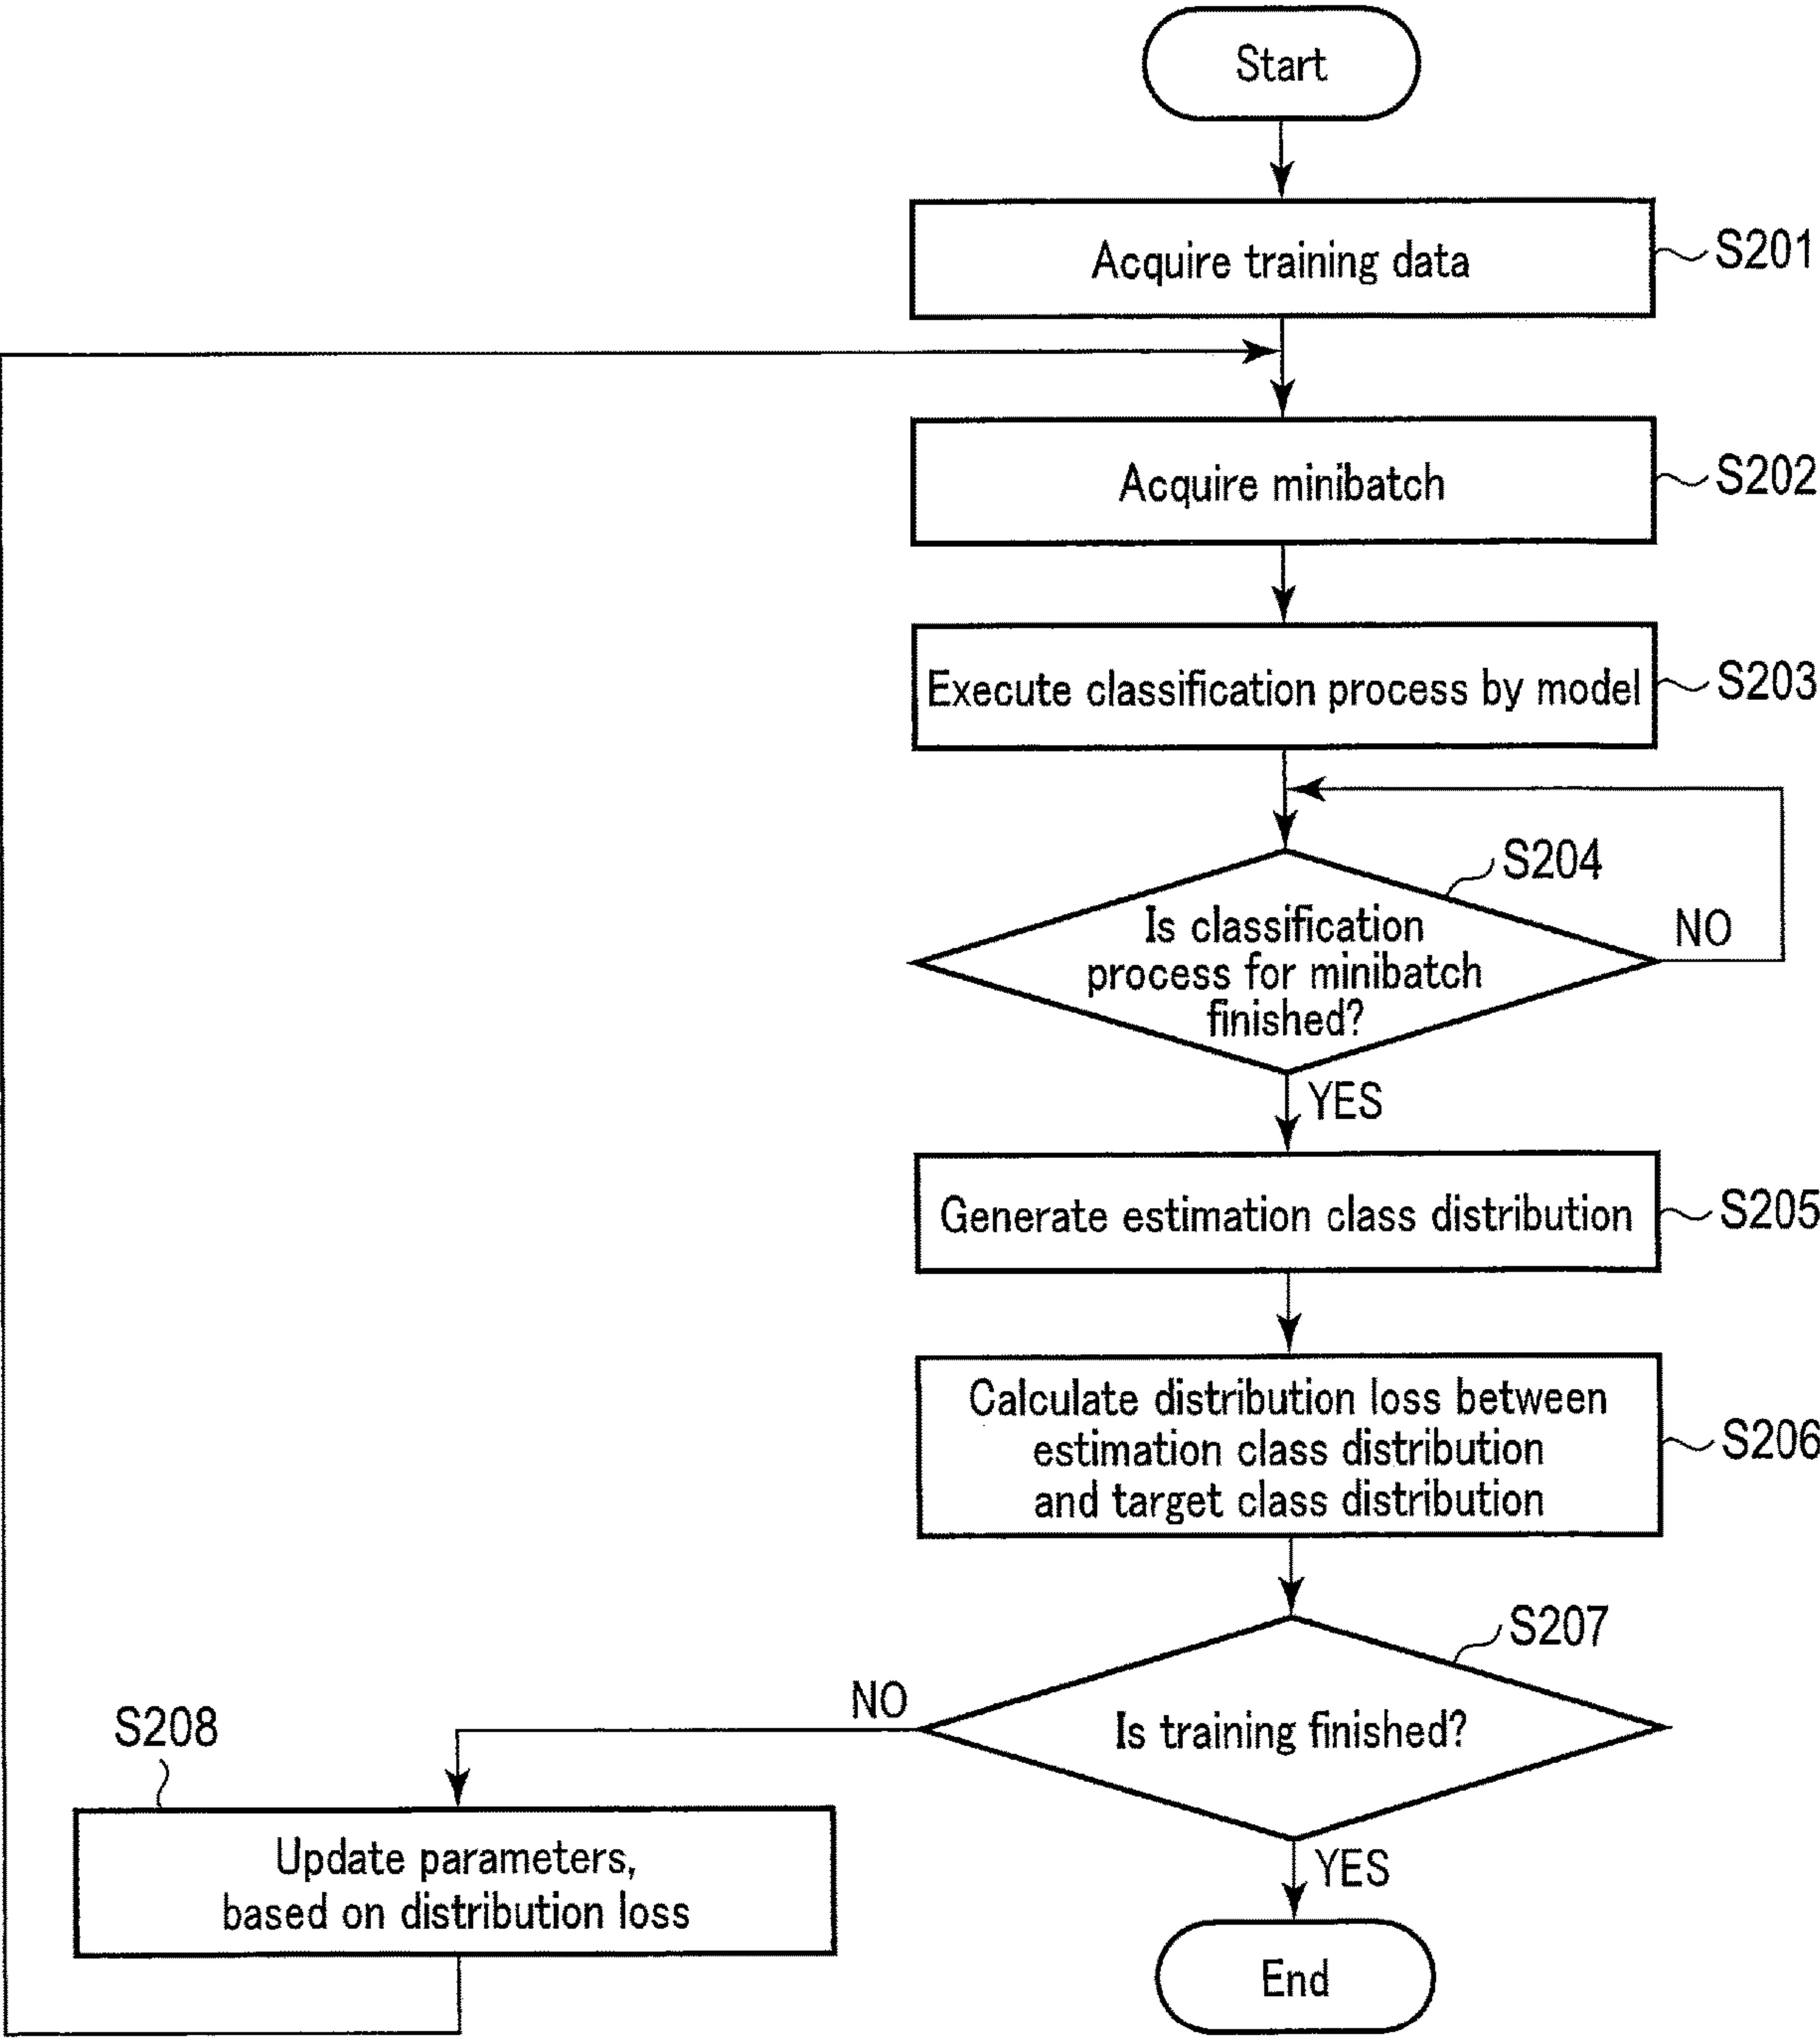 Start
Acquire training data
S201
Acquire minibatch
S202
Execute classification process by model
S203
S204
Is classification
process for minibatch
finished?
NO
YES
Generate estimation class distribution
S205
Calculate distribution loss between
estimation class distribution
and target class distribution
S206
S207
Is training finished?
NO
S208
Update parameters,
based on distribution loss
YES
End